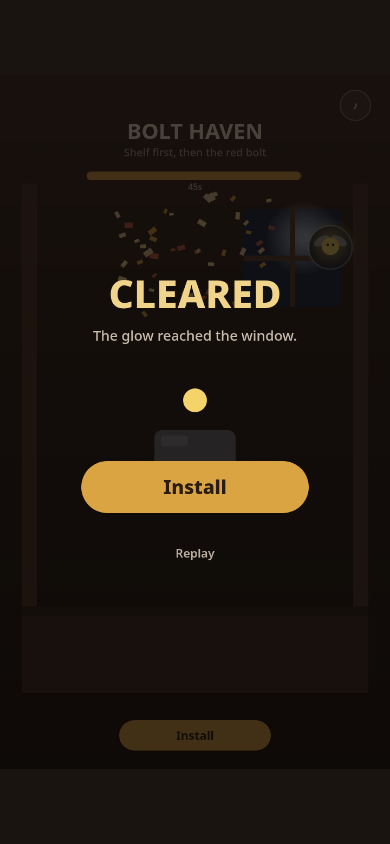 ♪
BOLT HAVEN
Shelf first, then the red bolt
45s
CLEARED
The glow reached the window.
Install
Replay
Install